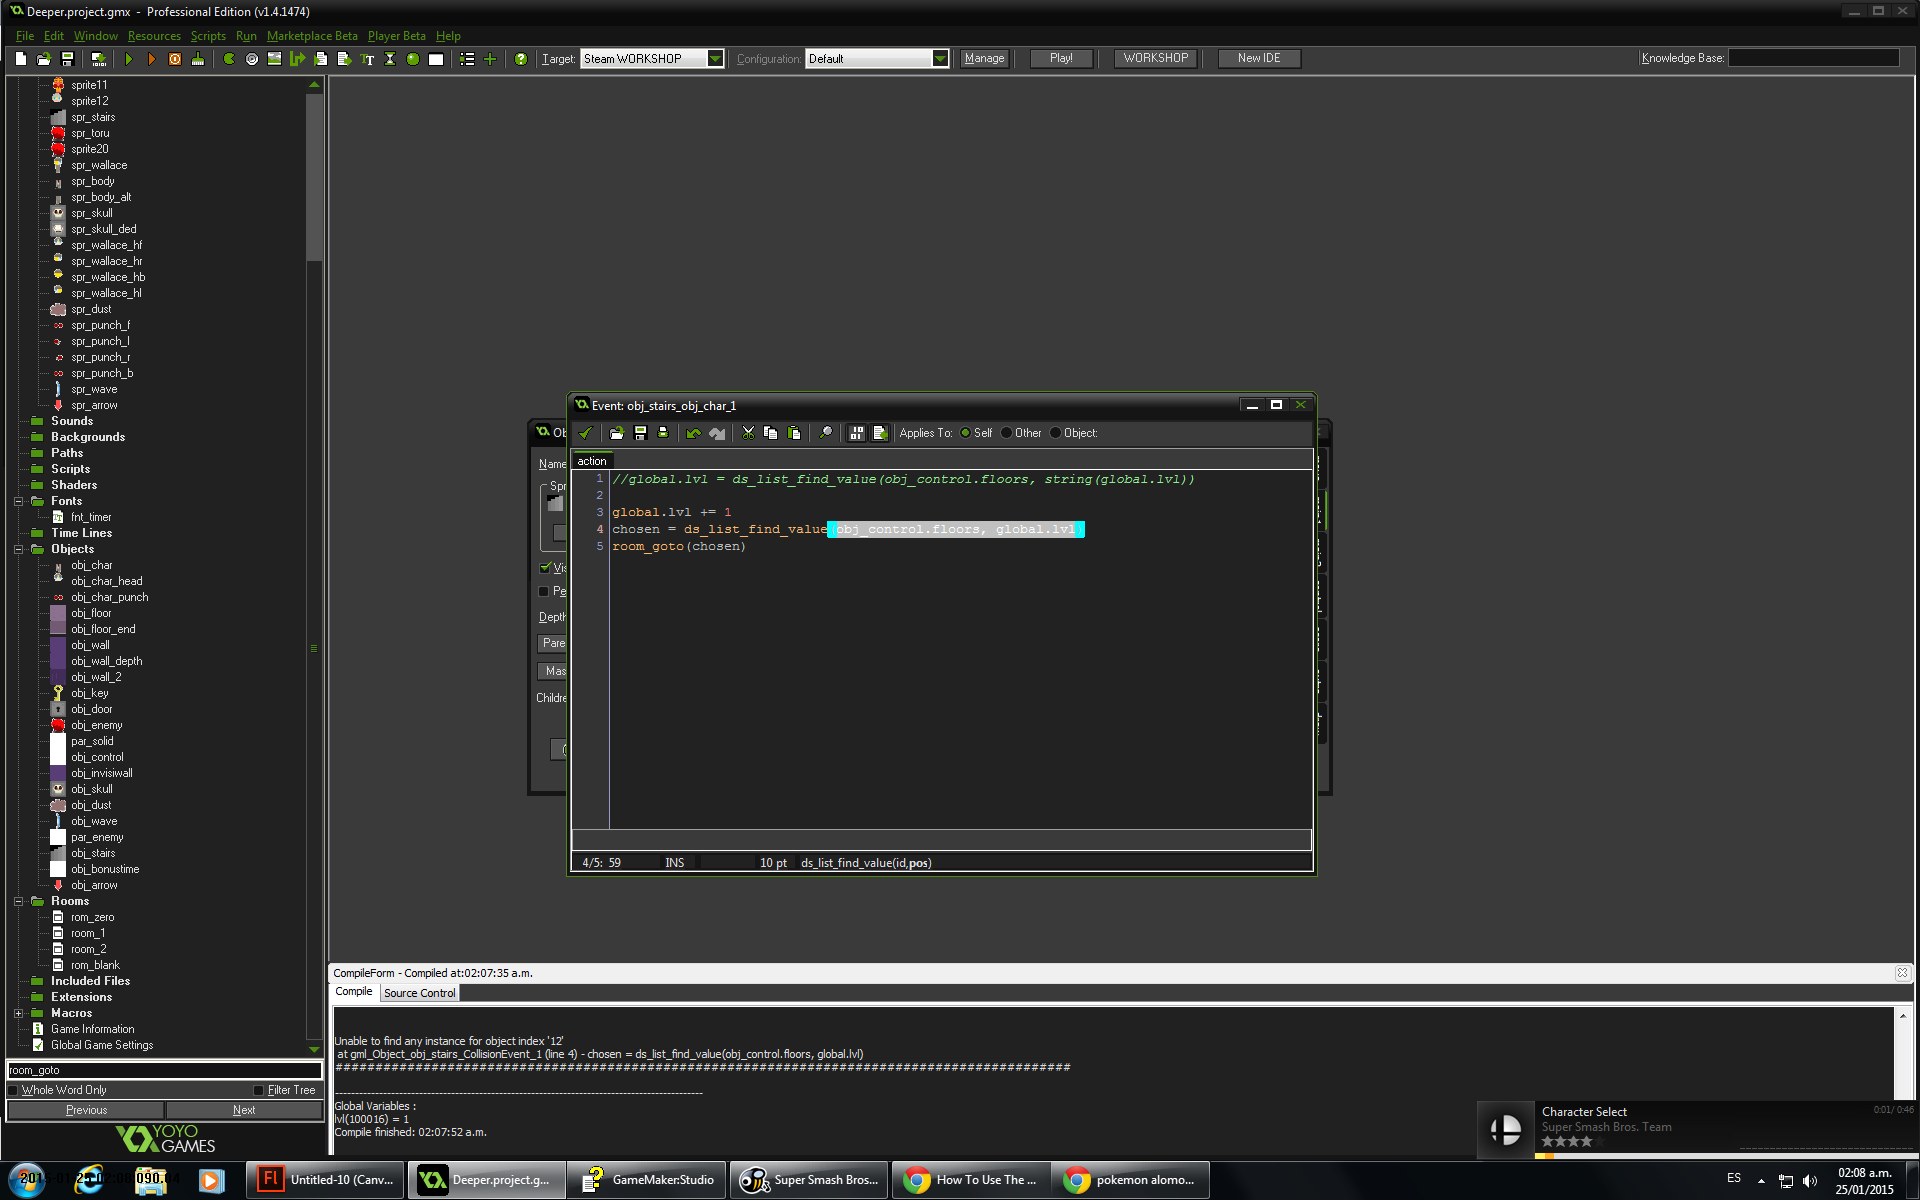 Deeper.project.gmx - Professional Edition (v1.4.1474)
File Edit Window Resources Scripts Run Marketplace Beta Player Beta Help
Target: Steam WORKSHOP Configuration: Default Manage Play! WORKSHOP New IDE Knowledge Base:
sprite11
sprite12
spr_stairs
spr_toru
sprite20
spr_wallace
spr_body
spr_body_alt
spr_skull
spr_skull_ded
spr_wallace_hf
spr_wallace_hr
spr_wallace_hb
spr_wallace_hl
spr_dust
spr_punch_f
spr_punch_l
spr_punch_r
spr_punch_b
spr_wave
spr_arrow
Sounds
Backgrounds
Paths
Scripts
Shaders
Fonts
fnt_timer
Time Lines
Objects
obj_char
obj_char_head
obj_char_punch
obj_floor
obj_floor_end
obj_wall
obj_wall_depth
obj_wall_2
obj_key
obj_door
obj_enemy
par_solid
obj_control
obj_invisiwall
obj_skull
obj_dust
obj_wave
par_enemy
obj_stairs
obj_bonustime
obj_arrow
Rooms
rom_zero
room_1
room_2
rom_blank
Included Files
Extensions
Macros
Game Information
Global Game Settings
room_goto
Whole Word Only Filter Tree
Previous Next
YOYO
GAMES
Ob
Name
Spr
Vis
Pe
Depth
Pare
Mas
Childre
Event: obj_stairs_obj_char_1
Applies To: Self Other Object:
action
1 //global.lvl = ds_list_find_value(obj_control.floors, string(global.lvl))
2
3 global.lvl += 1
4 chosen = ds_list_find_value(obj_control.floors, global.lvl)
5 room_goto(chosen)
4/5: 59 INS 10 pt ds_list_find_value(id,pos)
CompileForm - Compiled at:02:07:35 a.m.
Compile Source Control
Unable to find any instance for object index '12'
at gml_Object_obj_stairs_CollisionEvent_1 (line 4) - chosen = ds_list_find_value(obj_control.floors, global.lvl)
############################################################################################
Global Variables :
lvl(100016) = 1
Compile finished: 02:07:52 a.m.
Character Select 0:01/ 0:46
Super Smash Bros. Team
Untitled-10 (Canv...
Deeper.project.g...
GameMaker:Studio
Super Smash Bros...
How To Use The ...
pokemon alomo...
ES
02:08 a.m.
25/01/2015